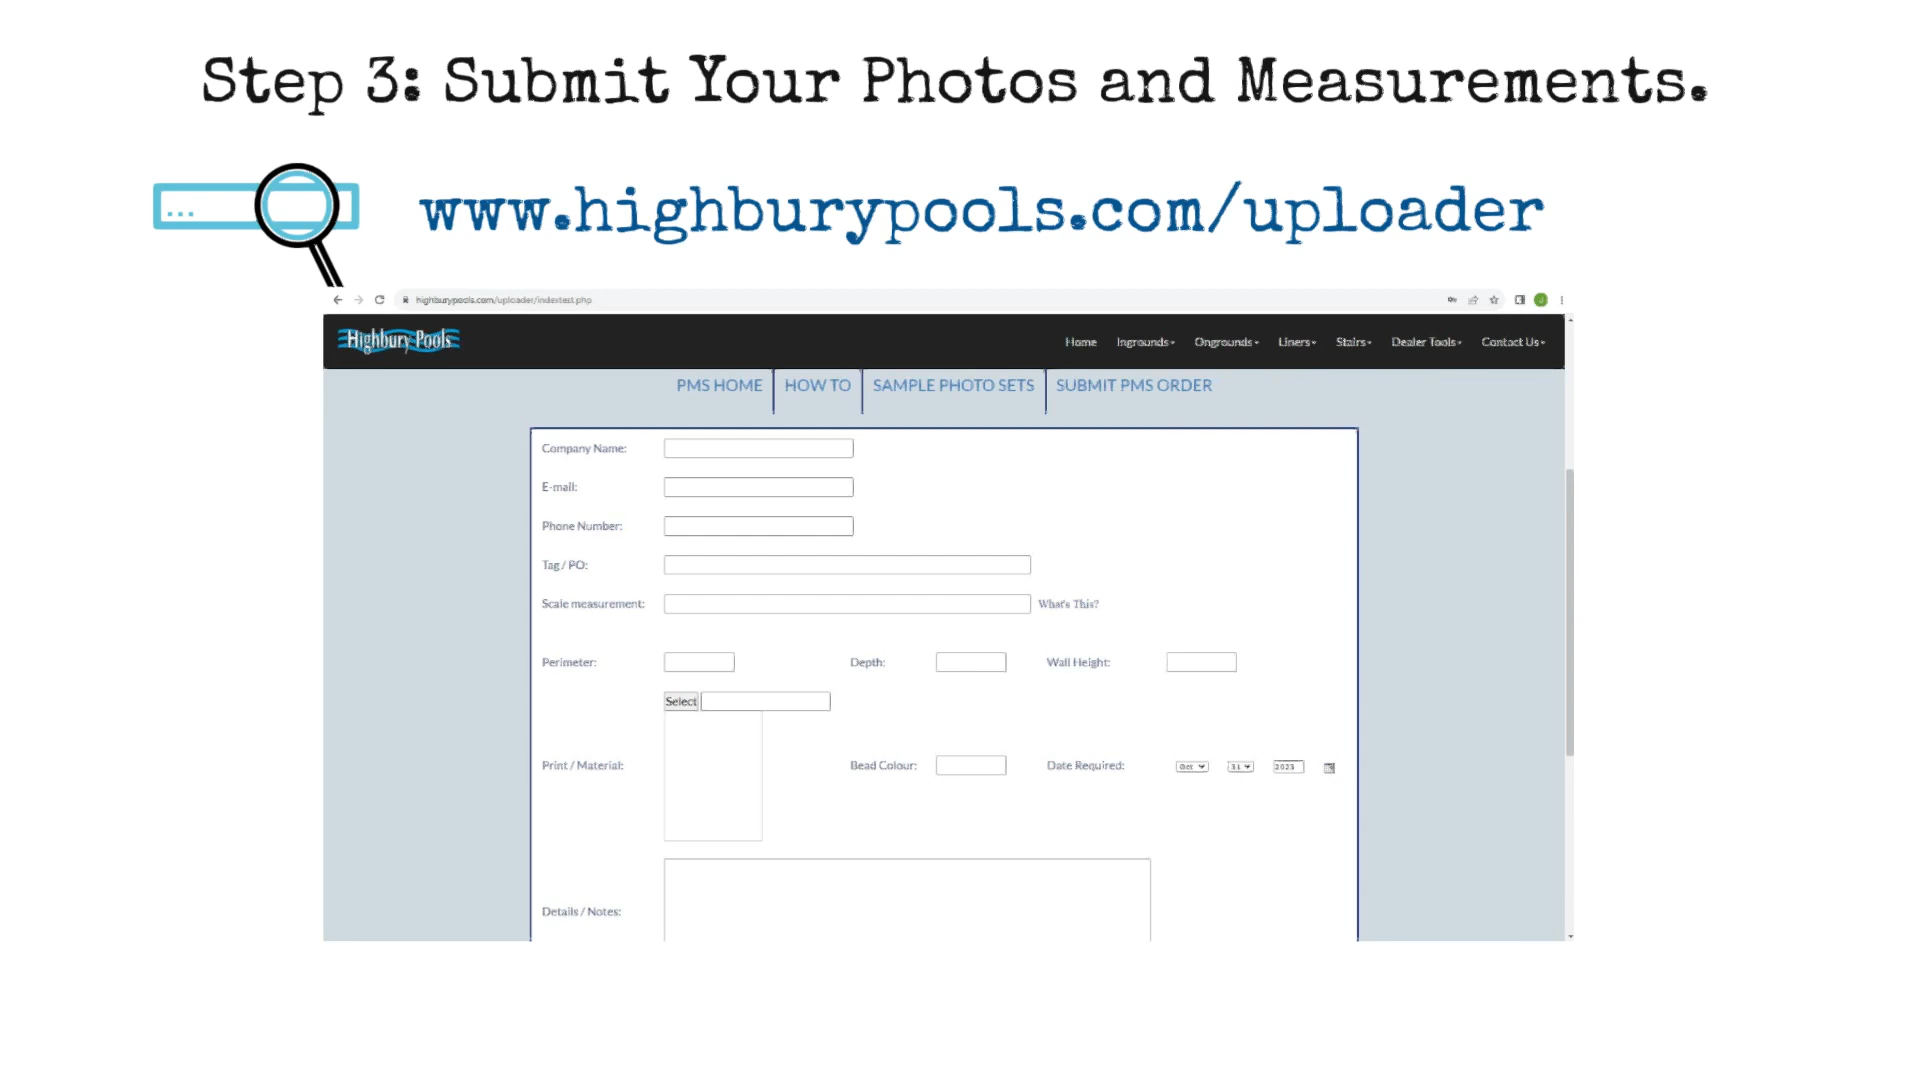 Step 3: Submit Your Photos and Measurements.
www.highburypools.com/uploader
highburypools.com/uploader/indextest.php
Highbury Pools
Home Ingrounds Ongrounds Liners Stairs Dealer Tools Contact Us
PMS HOME HOW TO SAMPLE PHOTO SETS SUBMIT PMS ORDER
Company Name:
E-mail:
Phone Number:
Tag / PO:
Scale measurement: What's This?
Perimeter: Depth: Wall Height:
Select
Print / Material: Bead Colour: Date Required: Oct 31 2023
Details / Notes: